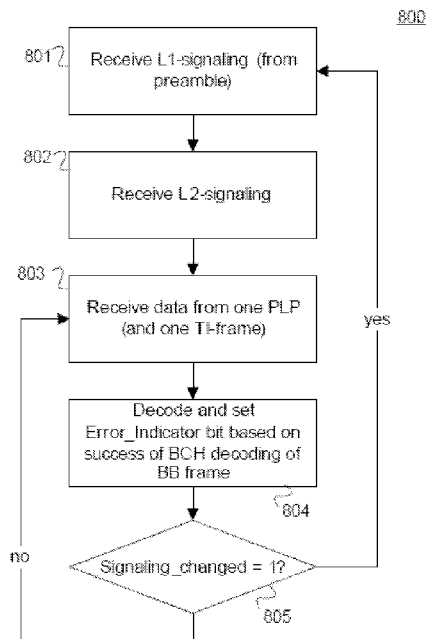 800
801
Receive L1-signaling (from
preamble)
802
Receive L2-signaling
803
Receive data from one PLP
(and one TI-frame)
yes
Decode and set
Error_Indicator bit based on
success of BCH decoding of
BB frame
804
no
Signaling_changed = 1?
805